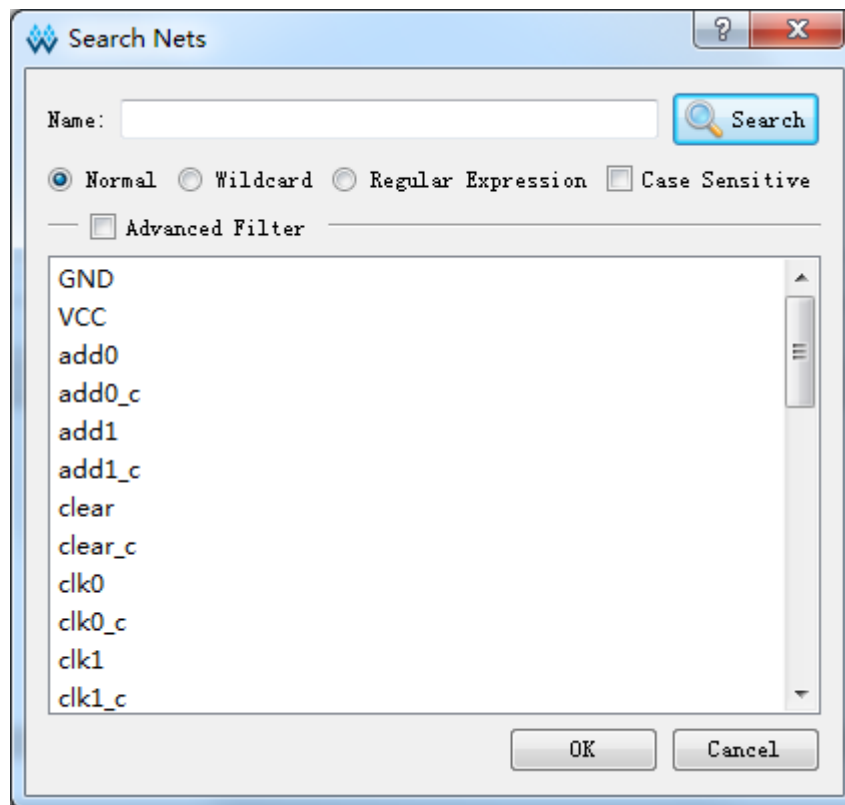 Search Nets
Name: Search
Normal Wildcard Regular Expression Case Sensitive
Advanced Filter
GND
VCC
add0
add0_c
add1
add1_c
clear
clear_c
clk0
clk0_c
clk1
clk1_c
OK Cancel